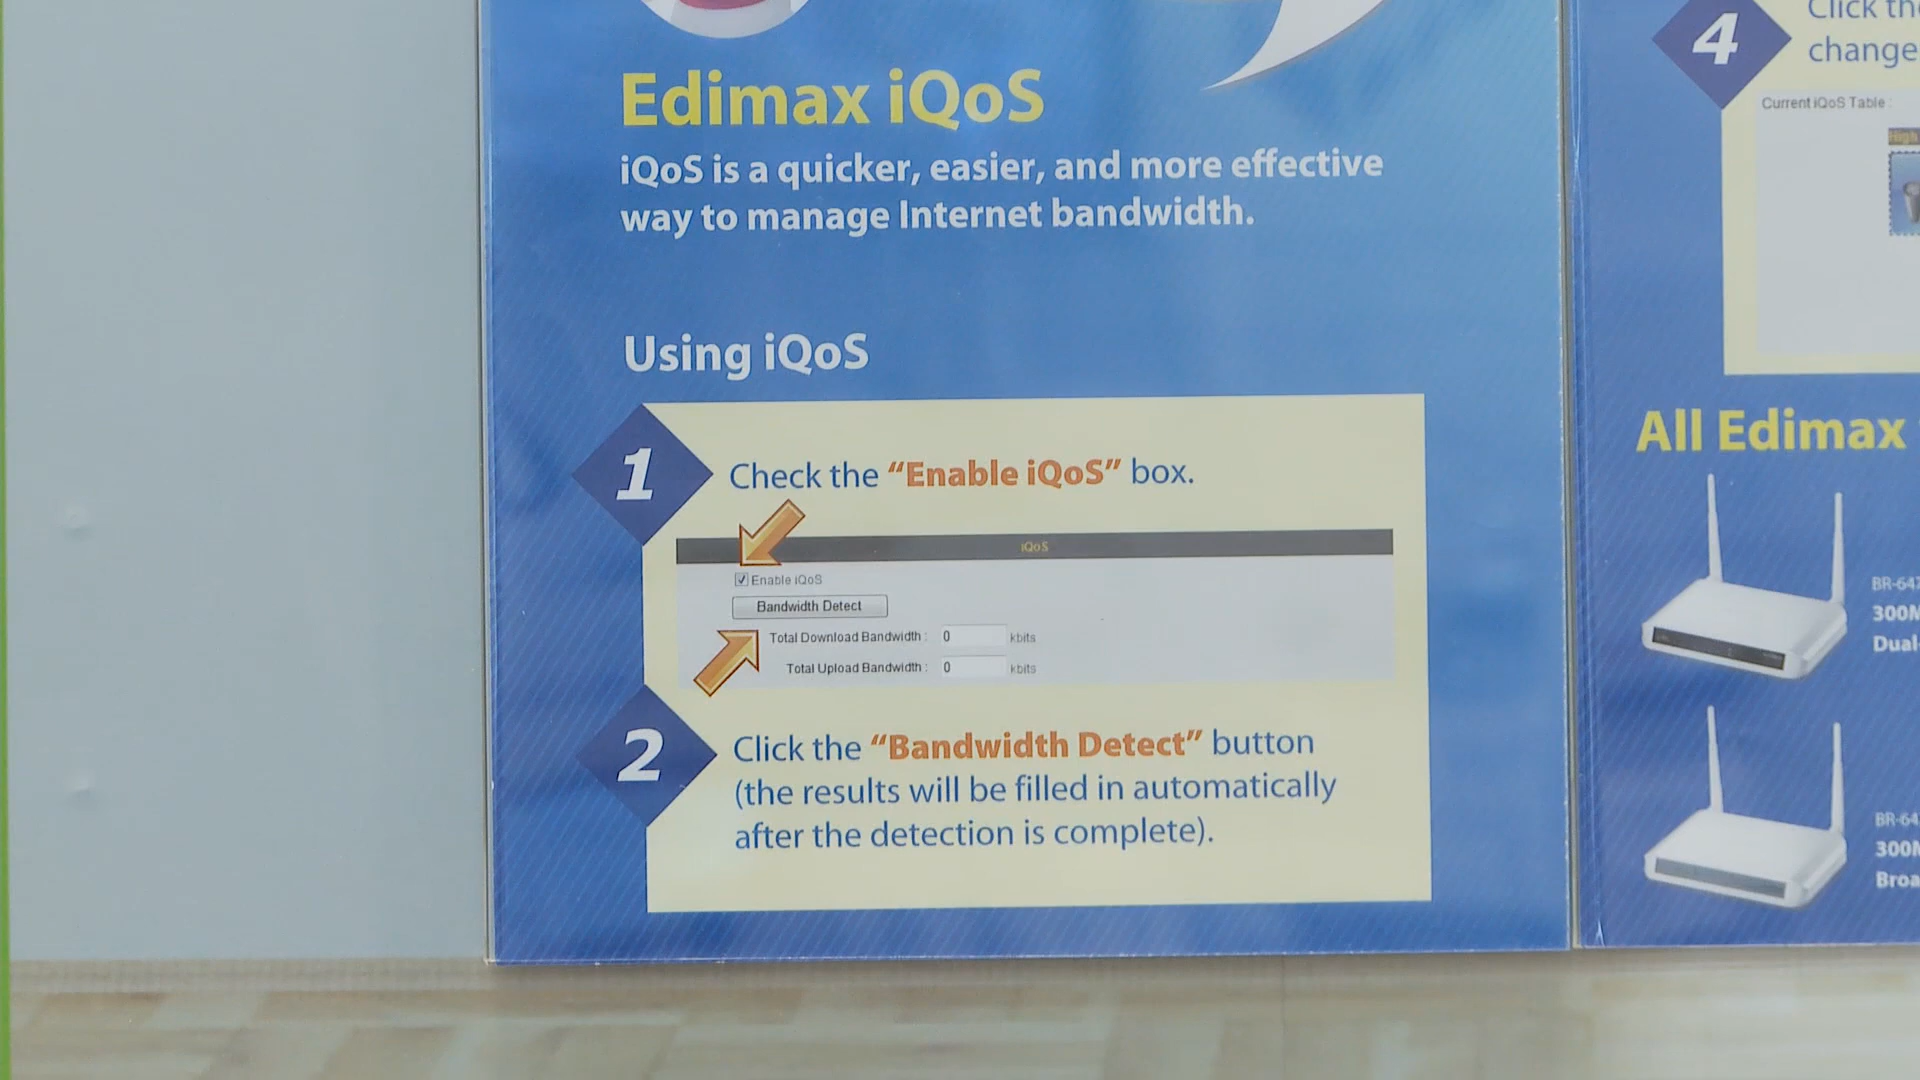 Edimax iQoS
iQoS is a quicker, easier, and more effective
way to manage Internet bandwidth.
Using iQoS
1
Check the “Enable iQoS” box.
iQoS
Enable iQoS
Bandwidth Detect
Total Download Bandwidth : 0 kbits
Total Upload Bandwidth : 0 kbits
2
Click the “Bandwidth Detect” button
(the results will be filled in automatically
after the detection is complete).
4
Click
change
Current iQoS Table :
High
All Edimax